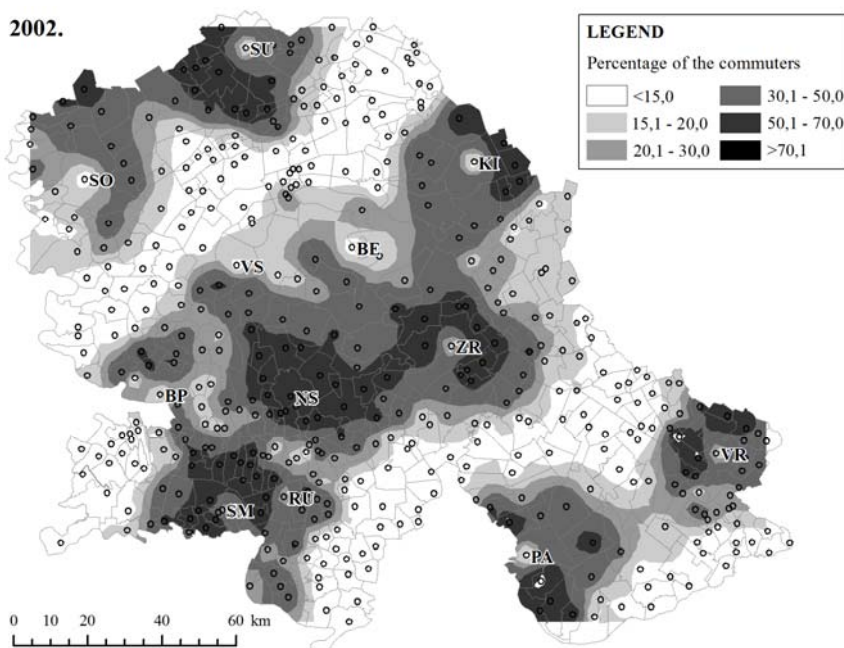 2002.
LEGEND
Percentage of the commuters
<15,0 30,1 - 50,0
15,1 - 20,0 50,1 - 70,0
20,1 - 30,0 >70,1
SU
KI
SO
BE
VS
ZR
BP
NS
VR
RU
SM
PA
0 20 40 60 km